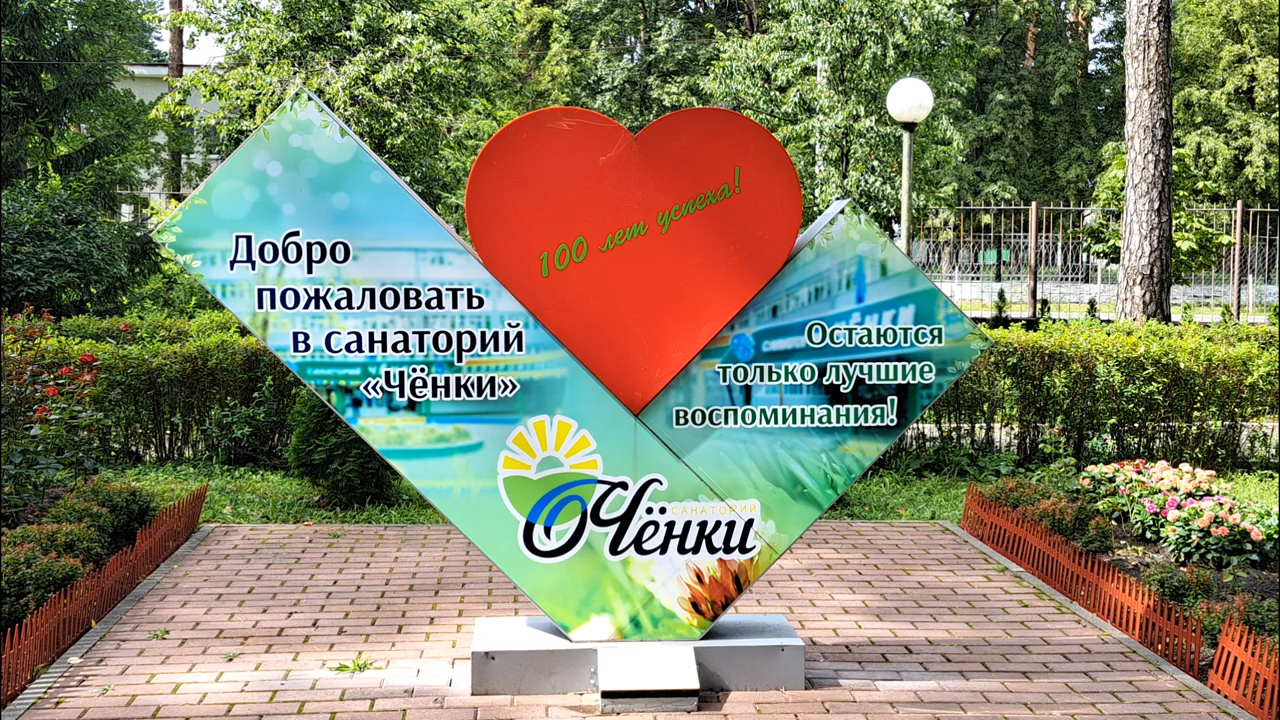 Добро
пожаловать
в санаторий
«Чёнки»
100 лет успеха!
Остаются
только лучшие
воспоминания!
САНАТОРИЙ
Чёнки